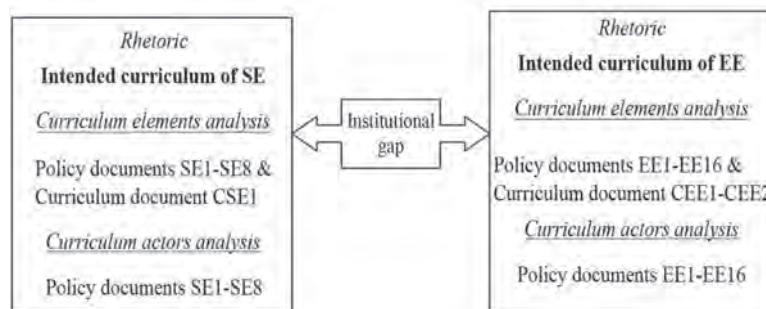 Rhetoric
Intended curriculum of SE
Curriculum elements analysis
Policy documents SE1-SE8 &
Curriculum document CSE1
Curriculum actors analysis
Policy documents SE1-SE8
Institutional
gap
Rhetoric
Intended curriculum of EE
Curriculum elements analysis
Policy documents EE1-EE16 &
Curriculum document CEE1-CEE2
Curriculum actors analysis
Policy documents EE1-EE16